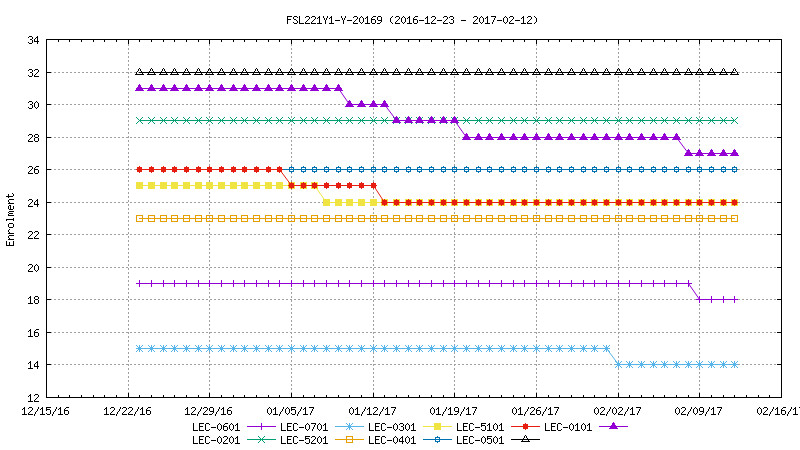 FSL221Y1-Y-20169 (2016-12-23 - 2017-02-12)
34
32
30
28
26
24
22
20
18
16
14
12
Enrolment
12/15/16 12/22/16 12/29/16 01/05/17 01/12/17 01/19/17 01/26/17 02/02/17 02/09/17 02/16/17
LEC-0601 LEC-0701 LEC-0301 LEC-5101 LEC-0101
LEC-0201 LEC-5201 LEC-0401 LEC-0501